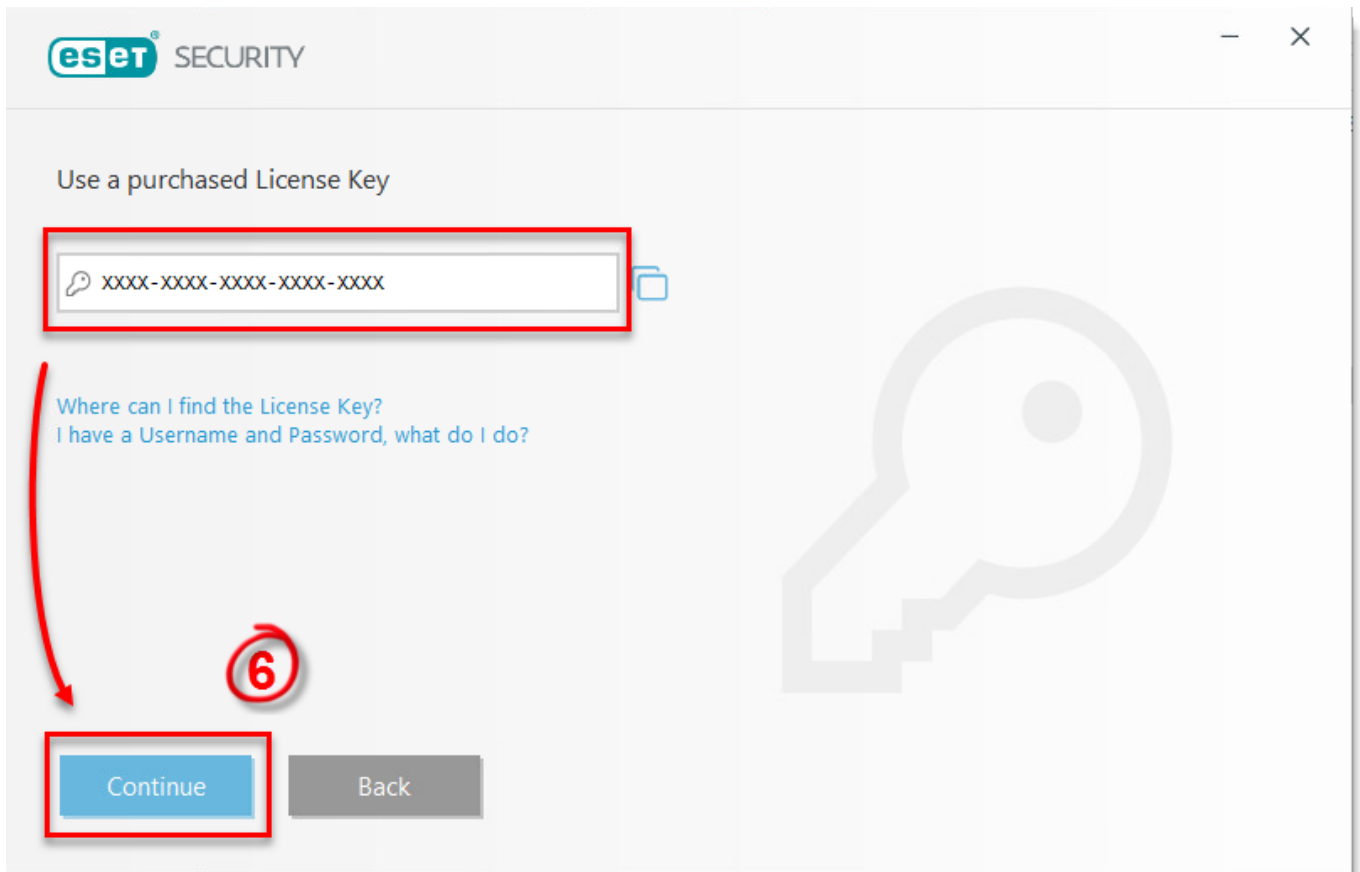 eseT® SECURITY
Use a purchased License Key
XXXX-XXXX-XXXX-XXXX-XXXX
Where can I find the License Key?
I have a Username and Password, what do I do?
6
Continue
Back